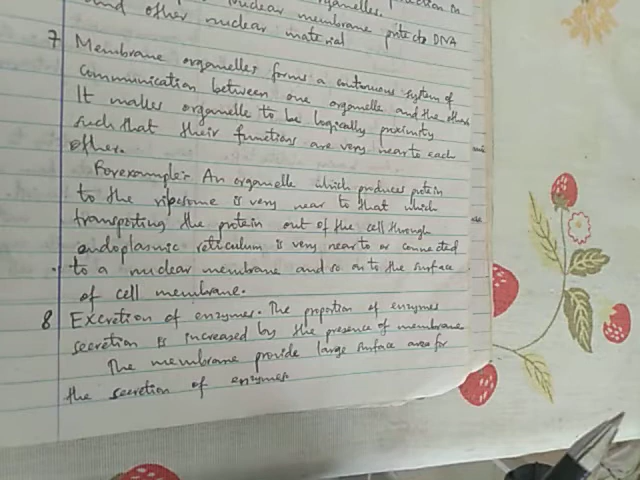 nuclear membrane protects DNA
and other nuclear material
7 Membrane organelles forms a continuous system of
communication between one organelle and the others
It makes organelle to be logically proximity
such that their functions are very near to each
other.
Forexample:- An organelle which produces protein
to the ribosome is very near to that which
transporting the protein out of the cell through
endoplasmic reticulum is very near to or connected
to a nuclear membrane and so on to the surface
of cell membrane.
8 Excretion of enzymes. The proportion of enzymes
secretion is increased by the presence of membrane
The membrane provide large surface area for
the secretion of enzymes